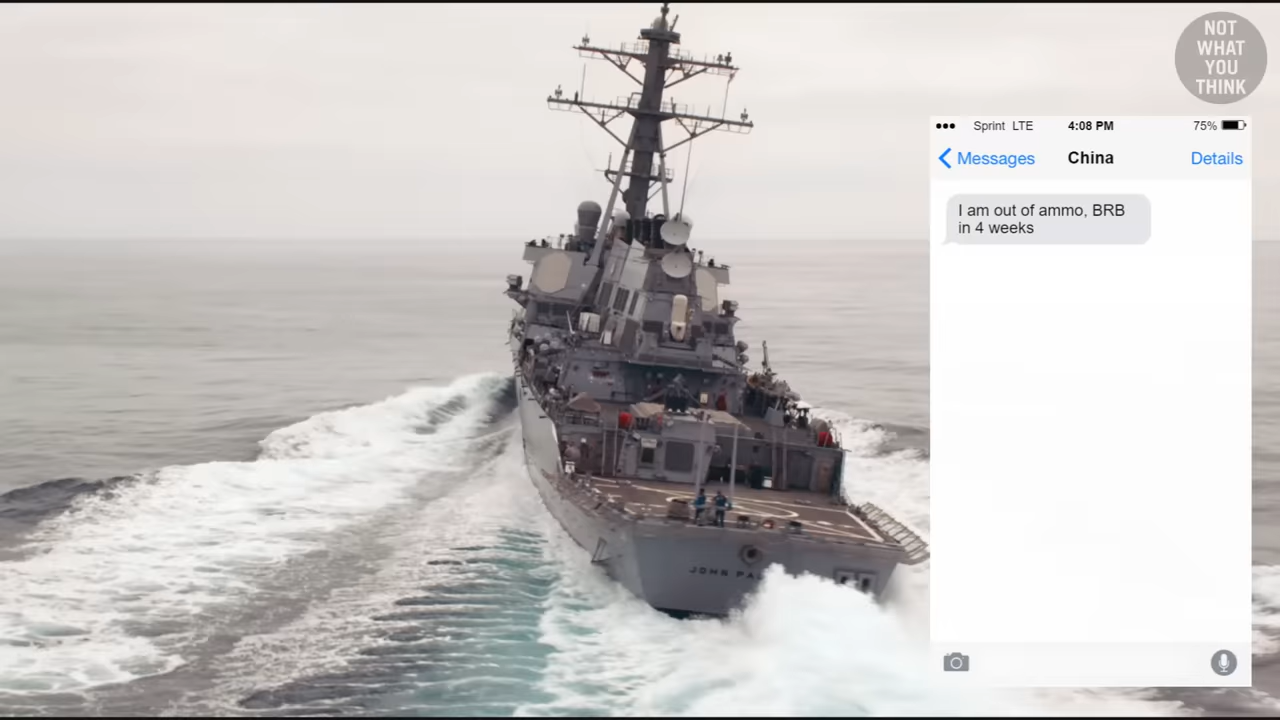 NOT
WHAT
YOU
THINK
Sprint LTE
4:08 PM
75%
Messages
China
Details
I am out of ammo, BRB
in 4 weeks
JOHN